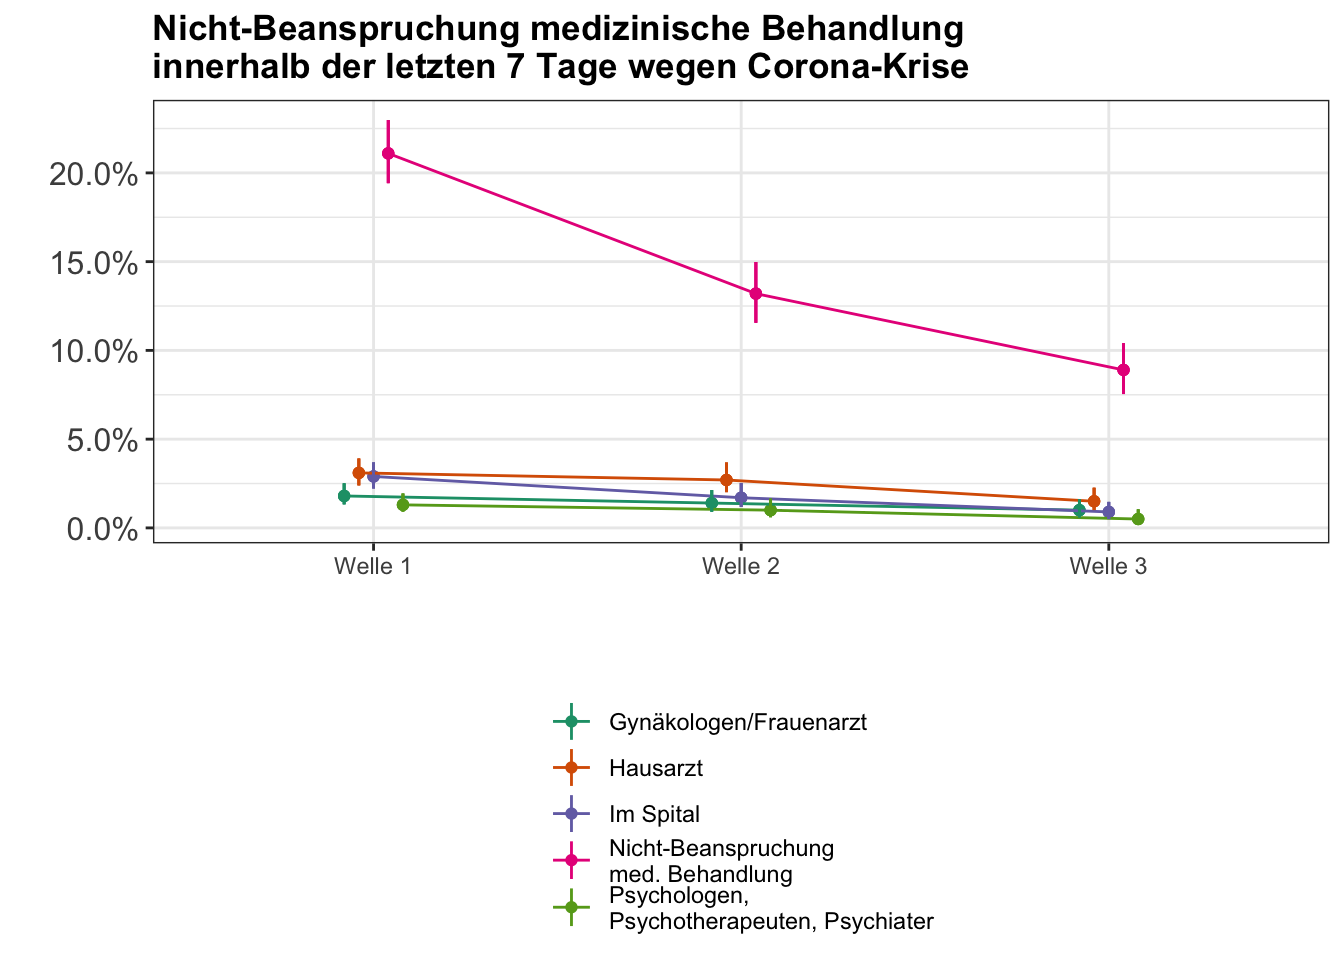 Nicht-Beanspruchung medizinische Behandlung
innerhalb der letzten 7 Tage wegen Corona-Krise
20.0%
15.0%
10.0%
5.0%
0.0%
Welle 1 Welle 2 Welle 3
Gynäkologen/Frauenarzt
Hausarzt
Im Spital
Nicht-Beanspruchung
med. Behandlung
Psychologen,
Psychotherapeuten, Psychiater